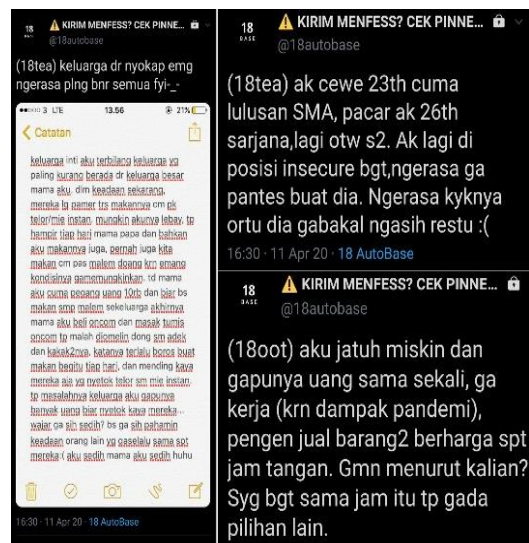 18
BASE
⚠ KIRIM MENFESS? CEK PINNE...
@18autobase
(18tea) keluarga dr nyokap emg
ngerasa plng bnr semua fyi-_-
3 LTE
13.56
21%
Catatan
keluarga inti aku terbilang keluarga yg
paling kurang berada dr keluarga besar
mama aku. dlm keadaan sekarang,
mereka lg pamer trs makannya cm pk
telor/mie instan. mungkin akunya lebay, tp
hampir tiap hari mama papa dan bahkan
aku makannya juga, pernah juga kita
makan cm pas malem doang krn emang
kondisinya gamemungkinkan. td mama
aku cuma pegang uang 10rb dan biar bs
makan smp malem sekeluarga akhirnya
mama aku beli oncom dan masak tumis
oncom tp malah diomelin dong sm adek
dan kakak2nya. katanya terlalu boros buat
makan begitu tiap hari, dan mending kaya
mereka aja yg nyetok telor sm mie instan.
tp masalahnya keluarga aku gapunya
banyak uang biar nyetok kaya mereka...
wajar ga sih sedih? bs ga sih pahamin
keadaan orang lain yg gaselalu sama spt
mereka:( aku sedih mama aku sedih huhu
16:30 · 11 Apr 20 · 18 AutoBase
18
BASE
⚠ KIRIM MENFESS? CEK PINNE...
@18autobase
(18tea) ak cewe 23th cuma
lulusan SMA, pacar ak 26th
sarjana,lagi otw s2. Ak lagi di
posisi insecure bgt,ngerasa ga
pantes buat dia. Ngerasa kyknya
ortu dia gabakal ngasih restu :(
16:30 · 11 Apr 20 · 18 AutoBase
18
BASE
⚠ KIRIM MENFESS? CEK PINNE...
@18autobase
(18oot) aku jatuh miskin dan
gapunya uang sama sekali, ga
kerja (krn dampak pandemi),
pengen jual barang2 berharga spt
jam tangan. Gmn menurut kalian?
Syg bgt sama jam itu tp gada
pilihan lain.